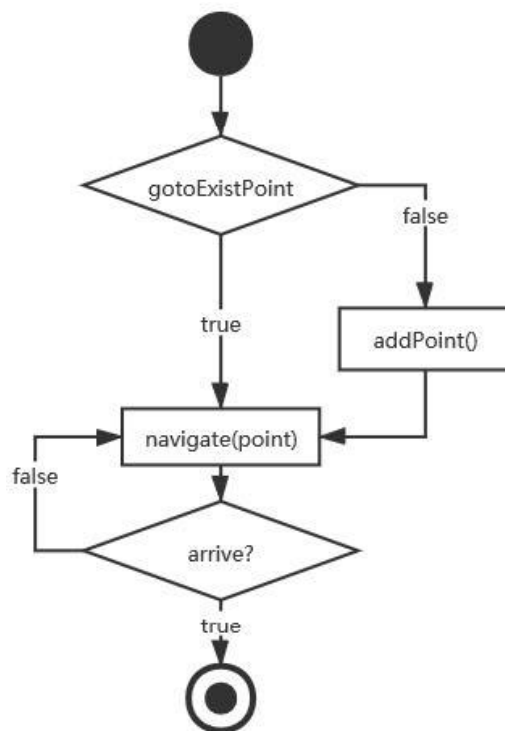 gotoExistPoint
false
true
addPoint()
navigate(point)
false
arrive?
true